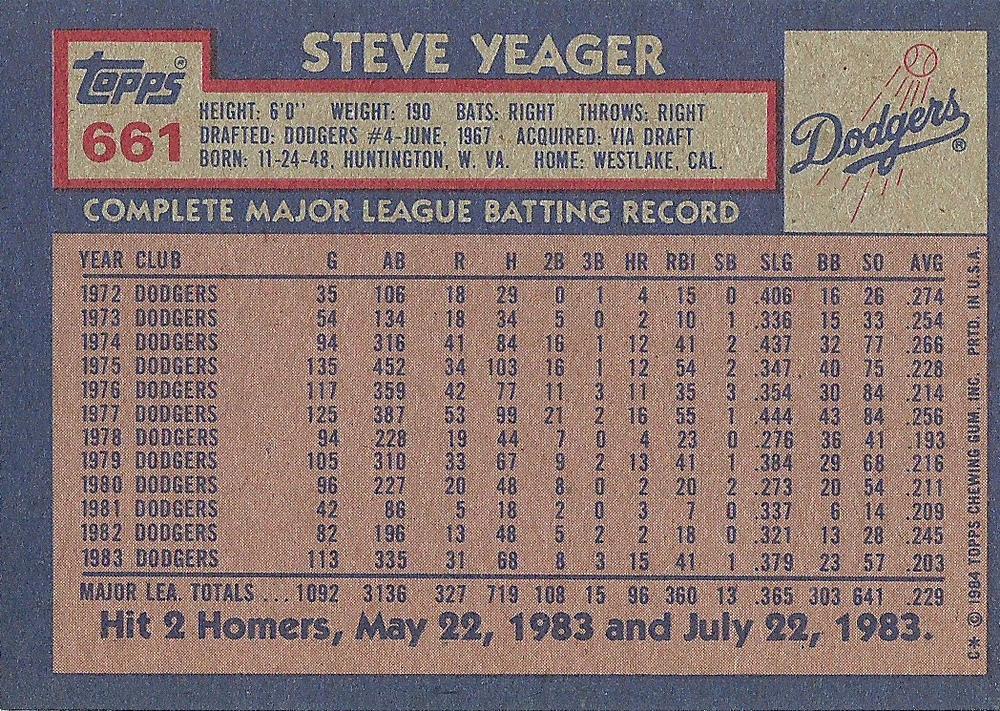 STEVE YEAGER
Topps®
661
HEIGHT: 6'0" WEIGHT: 190 BATS: RIGHT THROWS: RIGHT
DRAFTED: DODGERS #4-JUNE, 1967 · ACQUIRED: VIA DRAFT
BORN: 11-24-48, HUNTINGTON, W. VA. HOME: WESTLAKE, CAL.
Dodgers®
COMPLETE MAJOR LEAGUE BATTING RECORD
YEAR CLUB G AB R H 2B 3B HR RBI SB SLG BB SO AVG
1972 DODGERS 35 106 18 29 0 1 4 15 0 .406 16 26 .274
1973 DODGERS 54 134 18 34 5 0 2 10 1 .336 15 33 .254
1974 DODGERS 94 316 41 84 16 1 12 41 2 .437 32 77 .266
1975 DODGERS 135 452 34 103 16 1 12 54 2 .347 40 75 .228
1976 DODGERS 117 359 42 77 11 3 11 35 3 .354 30 84 .214
1977 DODGERS 125 387 53 99 21 2 16 55 1 .444 43 84 .256
1978 DODGERS 94 228 19 44 7 0 4 23 0 .276 36 41 .193
1979 DODGERS 105 310 33 67 9 2 13 41 1 .384 29 68 .216
1980 DODGERS 96 227 20 48 8 0 2 20 2 .273 20 54 .211
1981 DODGERS 42 86 5 18 2 0 3 7 0 .337 6 14 .209
1982 DODGERS 82 196 13 48 5 2 2 18 0 .321 13 28 .245
1983 DODGERS 113 335 31 68 8 3 15 41 1 .379 23 57 .203
MAJOR LEA. TOTALS ... 1092 3136 327 719 108 15 96 360 13 .365 303 641 .229
Hit 2 Homers, May 22, 1983 and July 22, 1983.
C* © 1984 TOPPS CHEWING GUM, INC. PRTD. IN U.S.A.